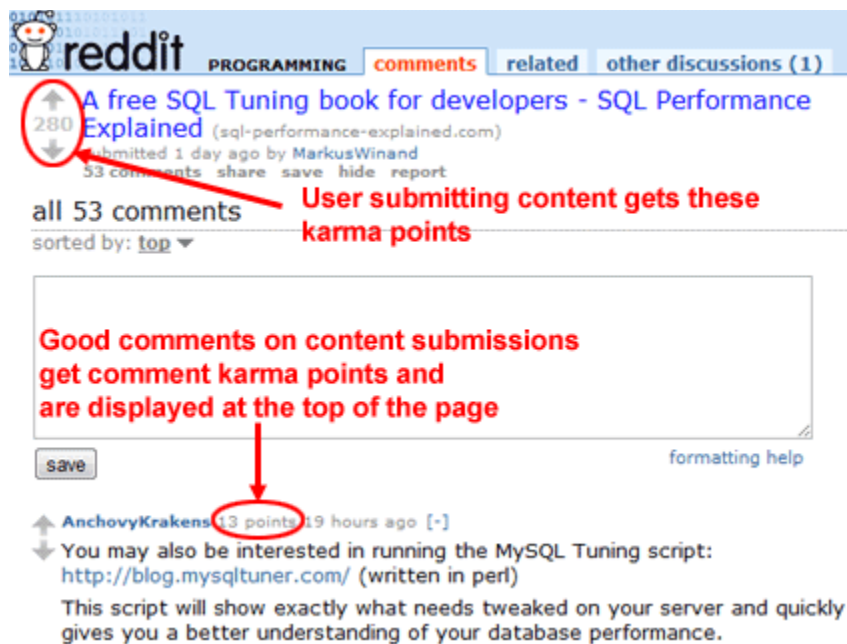 reddit PROGRAMMING comments related other discussions (1)
A free SQL Tuning book for developers - SQL Performance
280 Explained (sql-performance-explained.com)
submitted 1 day ago by MarkusWinand
53 comments share save hide report
User submitting content gets these
karma points
all 53 comments
sorted by: top
Good comments on content submissions
get comment karma points and
are displayed at the top of the page
save
formatting help
AnchovyKrakens 13 points 19 hours ago [-]
You may also be interested in running the MySQL Tuning script:
http://blog.mysqltuner.com/ (written in perl)
This script will show exactly what needs tweaked on your server and quickly
gives you a better understanding of your database performance.